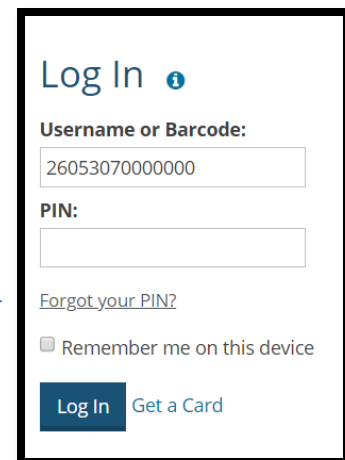 Log In
Username or Barcode:
26053070000000
PIN:
Forgot your PIN?
Remember me on this device
Log In Get a Card